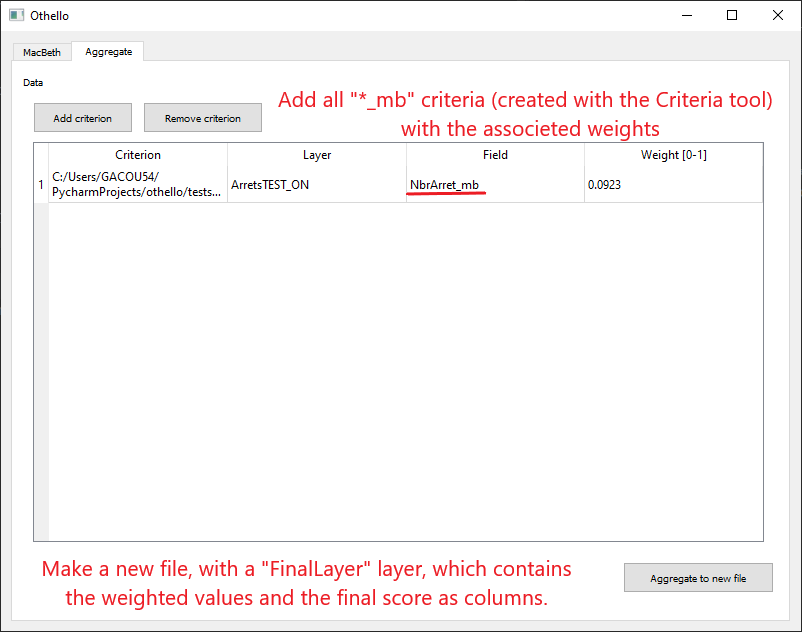 Othello
MacBeth
Aggregate
Data
Add criterion
Remove criterion
Add all "*_mb" criteria (created with the Criteria tool)
with the associeted weights
Criterion
Layer
Field
Weight [0-1]
1
C:/Users/GACOU54/
PycharmProjects/othello/tests...
ArretsTEST_ON
NbrArret_mb
0.0923
Make a new file, with a "FinalLayer" layer, which contains
the weighted values and the final score as columns.
Aggregate to new file